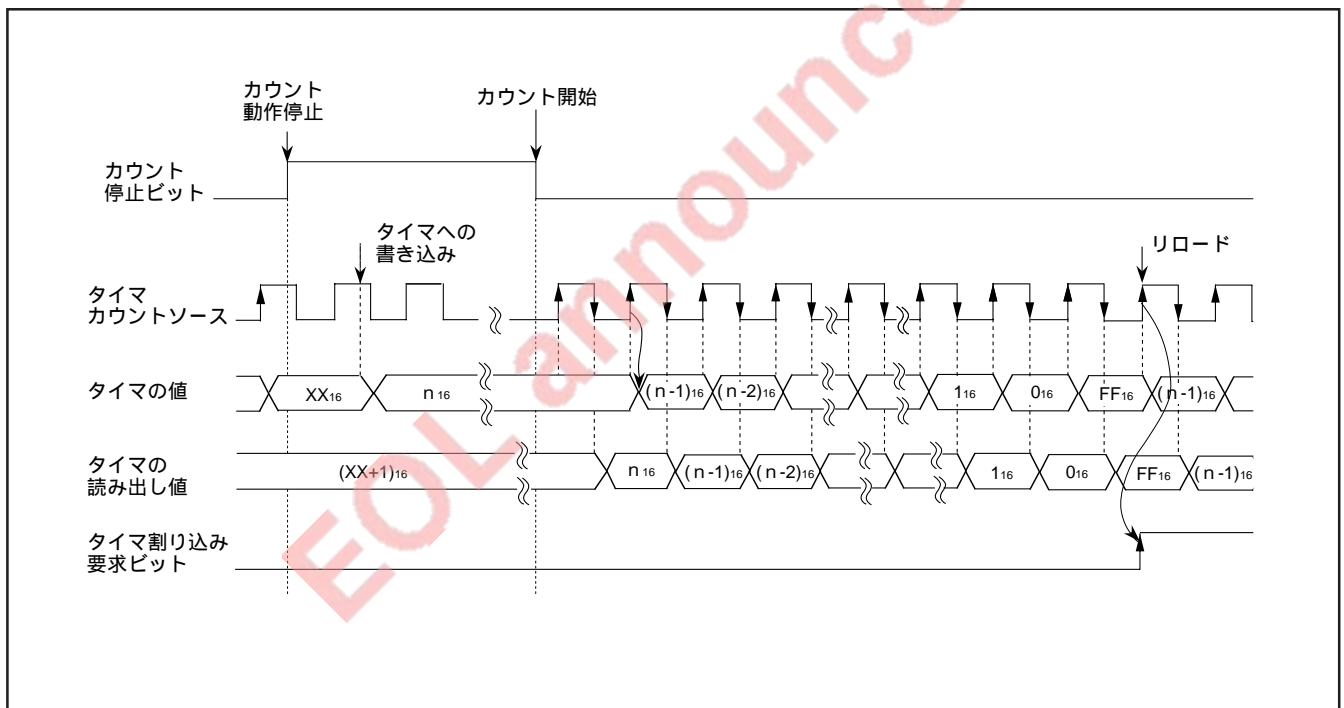 カウント
動作停止
カウント開始
カウント
停止ビット
タイマへの
書き込み
リロード
タイマ
カウントソース
タイマの値
XX16
n16
(n-1)16
(n-2)16
116
016
FF16
(n-1)16
タイマの
読み出し値
(XX+1)16
n16
(n-1)16
(n-2)16
116
016
FF16
(n-1)16
タイマ割り込み
要求ビット
EOL announce